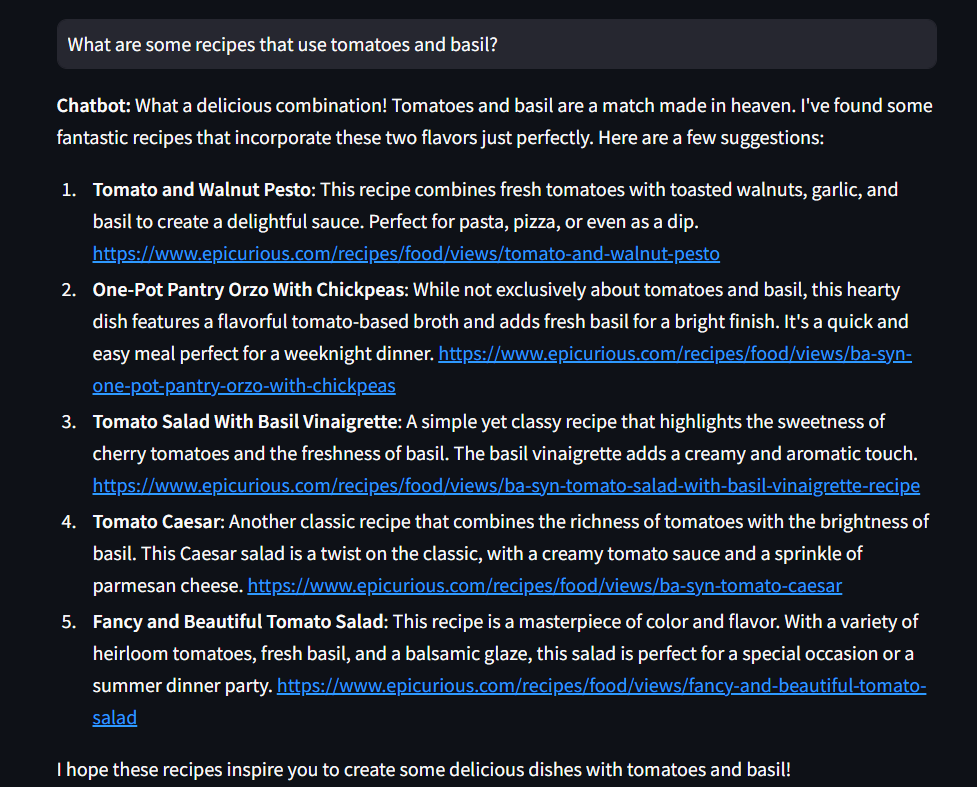 What are some recipes that use tomatoes and basil?
Chatbot: What a delicious combination! Tomatoes and basil are a match made in heaven. I've found some
fantastic recipes that incorporate these two flavors just perfectly. Here are a few suggestions:
1. Tomato and Walnut Pesto: This recipe combines fresh tomatoes with toasted walnuts, garlic, and
basil to create a delightful sauce. Perfect for pasta, pizza, or even as a dip.
https://www.epicurious.com/recipes/food/views/tomato-and-walnut-pesto
2. One-Pot Pantry Orzo With Chickpeas: While not exclusively about tomatoes and basil, this hearty
dish features a flavorful tomato-based broth and adds fresh basil for a bright finish. It's a quick and
easy meal perfect for a weeknight dinner. https://www.epicurious.com/recipes/food/views/ba-syn-
one-pot-pantry-orzo-with-chickpeas
3. Tomato Salad With Basil Vinaigrette: A simple yet classy recipe that highlights the sweetness of
cherry tomatoes and the freshness of basil. The basil vinaigrette adds a creamy and aromatic touch.
https://www.epicurious.com/recipes/food/views/ba-syn-tomato-salad-with-basil-vinaigrette-recipe
4. Tomato Caesar: Another classic recipe that combines the richness of tomatoes with the brightness of
basil. This Caesar salad is a twist on the classic, with a creamy tomato sauce and a sprinkle of
parmesan cheese. https://www.epicurious.com/recipes/food/views/ba-syn-tomato-caesar
5. Fancy and Beautiful Tomato Salad: This recipe is a masterpiece of color and flavor. With a variety of
heirloom tomatoes, fresh basil, and a balsamic glaze, this salad is perfect for a special occasion or a
summer dinner party. https://www.epicurious.com/recipes/food/views/fancy-and-beautiful-tomato-
salad
I hope these recipes inspire you to create some delicious dishes with tomatoes and basil!